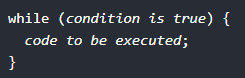 while (condition is true) {
  code to be executed;
}